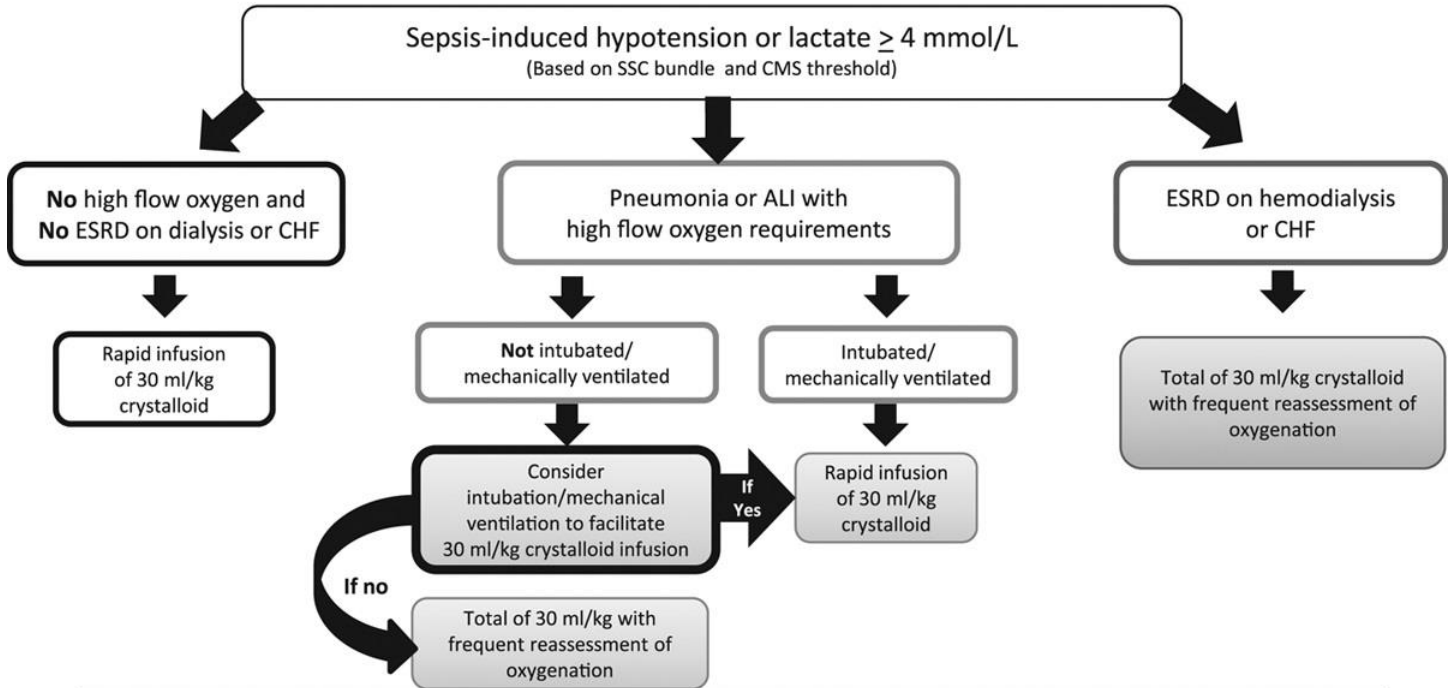 Sepsis-induced hypotension or lactate ≥ 4 mmol/L
(Based on SSC bundle and CMS threshold)
No high flow oxygen and
No ESRD on dialysis or CHF
Rapid infusion
of 30 ml/kg
crystalloid
Pneumonia or ALI with
high flow oxygen requirements
Not intubated/
mechanically ventilated
Consider
intubation/mechanical
ventilation to facilitate
30 ml/kg crystalloid infusion
If no
Total of 30 ml/kg with
frequent reassessment of
oxygenation
If
Yes
Intubated/
mechanically ventilated
Rapid infusion
of 30 ml/kg
crystalloid
ESRD on hemodialysis
or CHF
Total of 30 ml/kg crystalloid
with frequent reassessment of
oxygenation